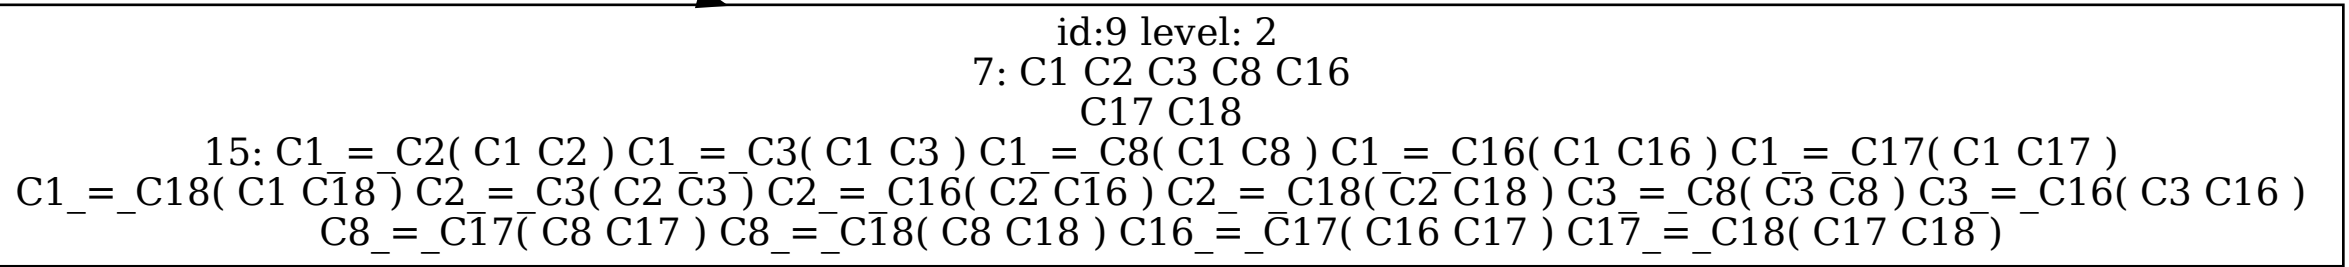 id:9 level: 2
7: C1 C2 C3 C8 C16
C17 C18
15: C1_=_C2( C1 C2 ) C1_=_C3( C1 C3 ) C1_=_C8( C1 C8 ) C1_=_C16( C1 C16 ) C1_=_C17( C1 C17 )
C1_=_C18( C1 C18 ) C2_=_C3( C2 C3 ) C2_=_C16( C2 C16 ) C2_=_C18( C2 C18 ) C3_=_C8( C3 C8 ) C3_=_C16( C3 C16 )
C8_=_C17( C8 C17 ) C8_=_C18( C8 C18 ) C16_=_C17( C16 C17 ) C17_=_C18( C17 C18 )